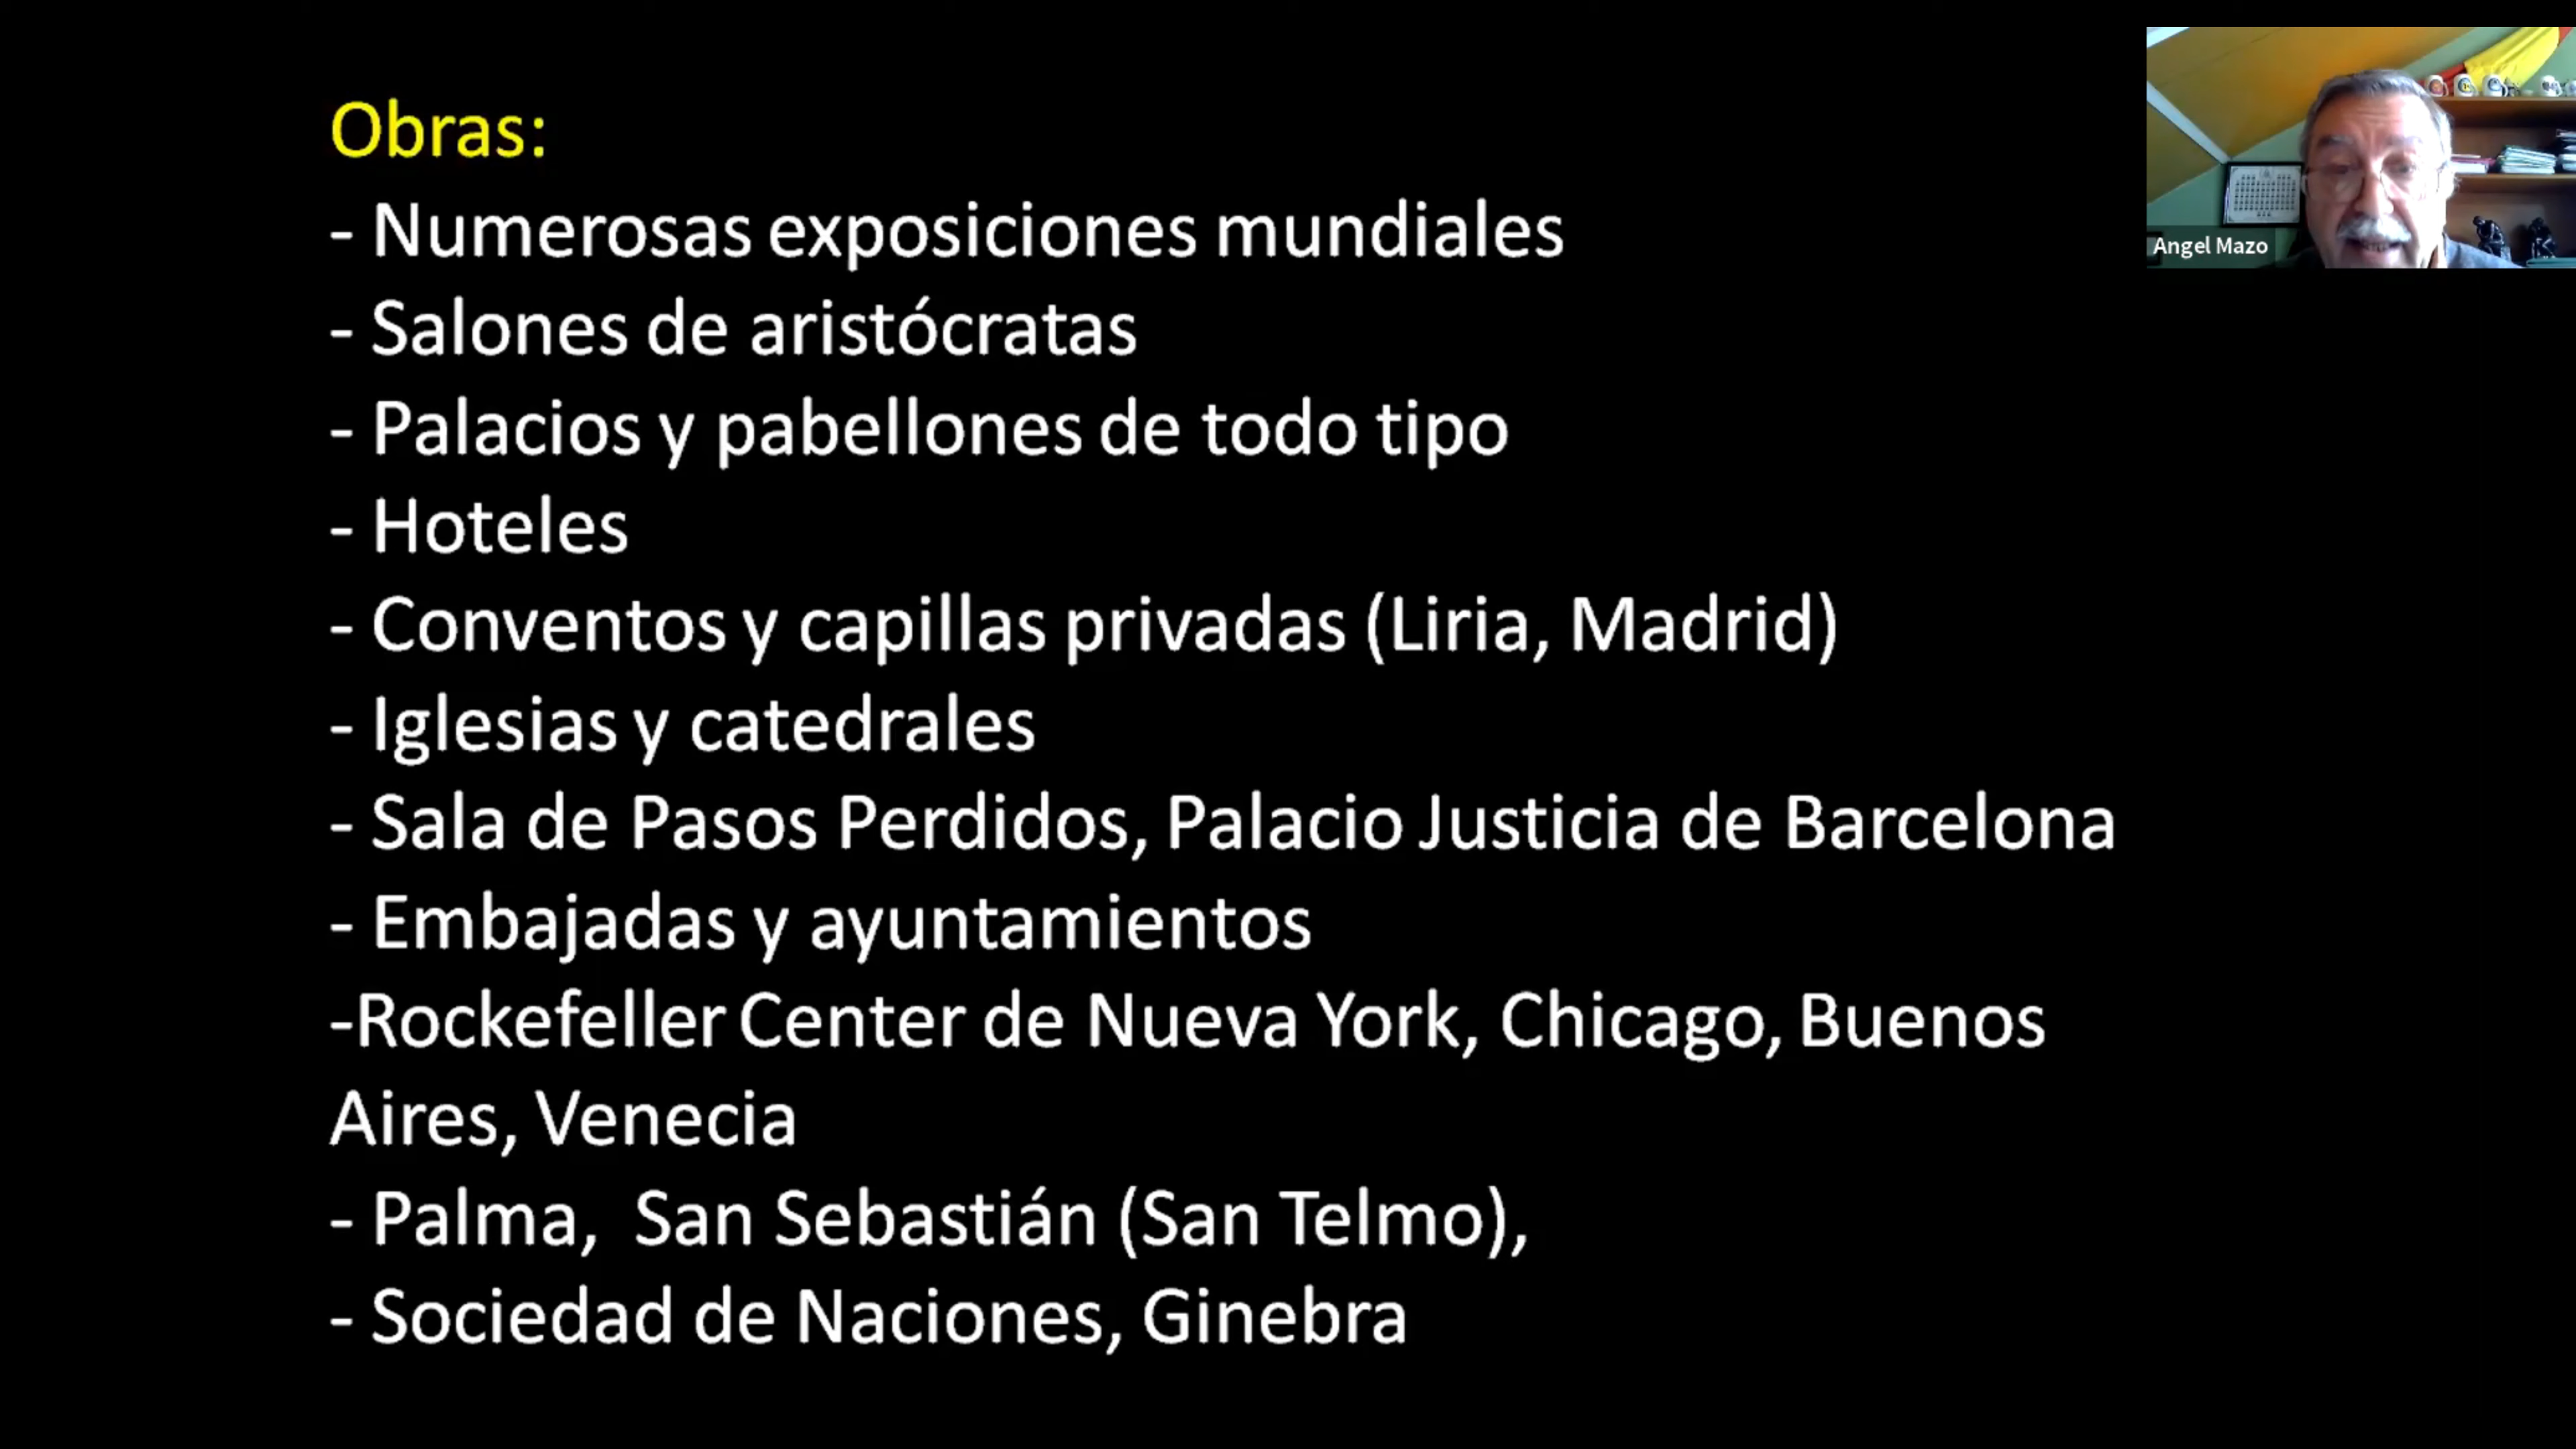 Obras:
- Numerosas exposiciones mundiales
- Salones de aristócratas
- Palacios y pabellones de todo tipo
- Hoteles
- Conventos y capillas privadas (Liria, Madrid)
- Iglesias y catedrales
- Sala de Pasos Perdidos, Palacio Justicia de Barcelona
- Embajadas y ayuntamientos
-Rockefeller Center de Nueva York, Chicago, Buenos
Aires, Venecia
- Palma,  San Sebastián (San Telmo),
- Sociedad de Naciones, Ginebra
Angel Mazo